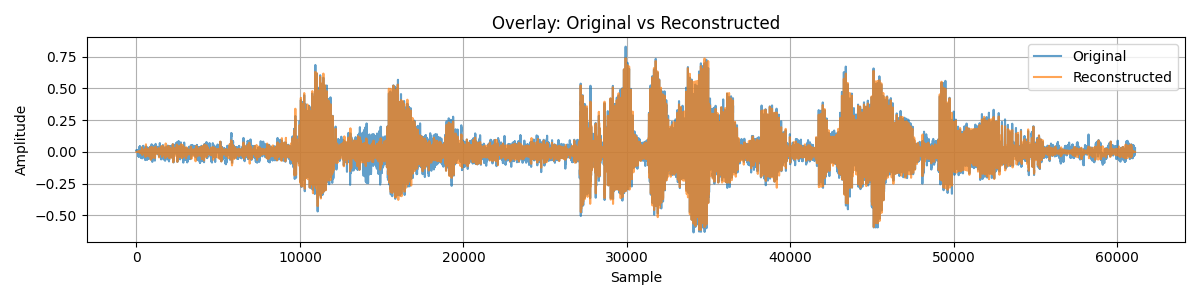 Overlay: Original vs Reconstructed
Original
Reconstructed
Amplitude
0.75
0.50
0.25
0.00
−0.25
−0.50
0 10000 20000 30000 40000 50000 60000
Sample